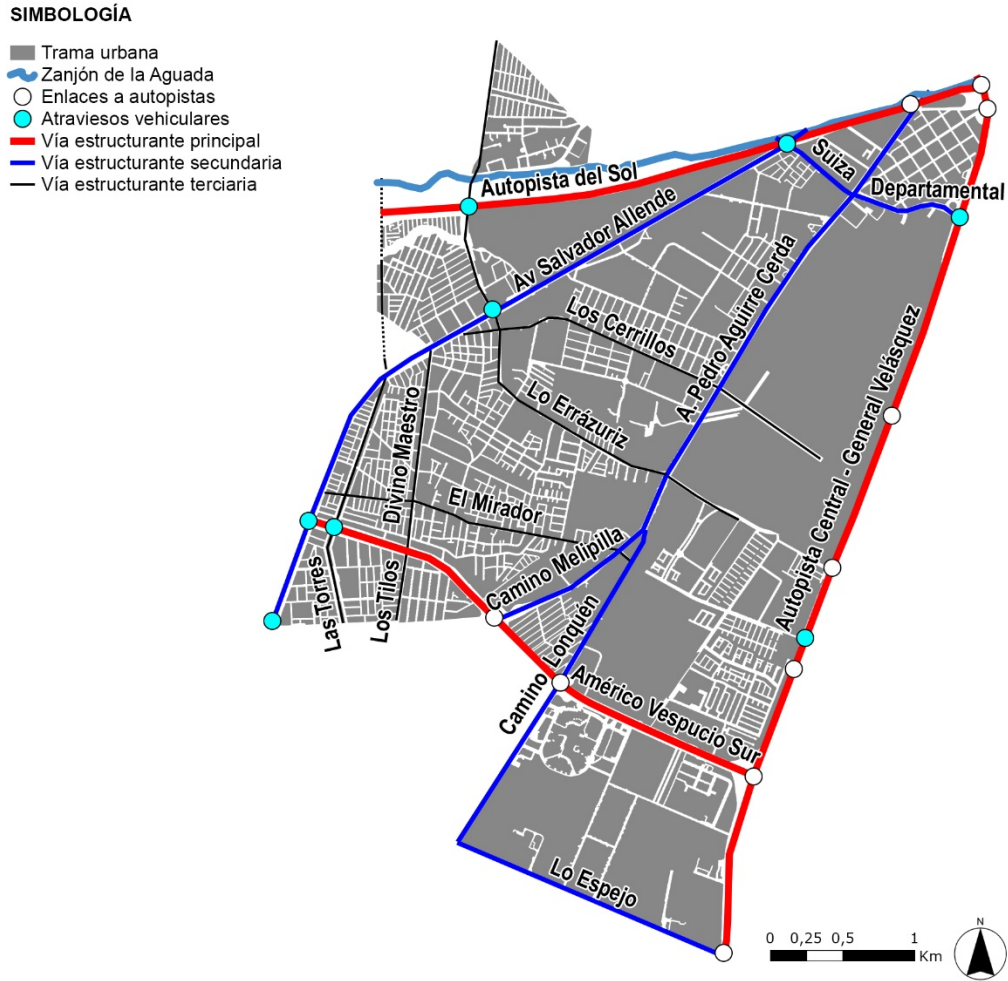 SIMBOLOGÍA
Trama urbana
Zanjón de la Aguada
Enlaces a autopistas
Atraviesos vehiculares
Vía estructurante principal
Vía estructurante secundaria
Vía estructurante terciaria
Autopista del Sol
Suiza
Departamental
Av Salvador Allende
A. Pedro Aguirre Cerda
Los Cerrillos
Lo Errázuriz
Autopista Central - General Velásquez
Divino Maestro
El Mirador
Camino Melipilla
Las Torres
Los Tilos
Camino Lonquén
Américo Vespucio Sur
Lo Espejo
0 0,25 0,5 1
Km
N